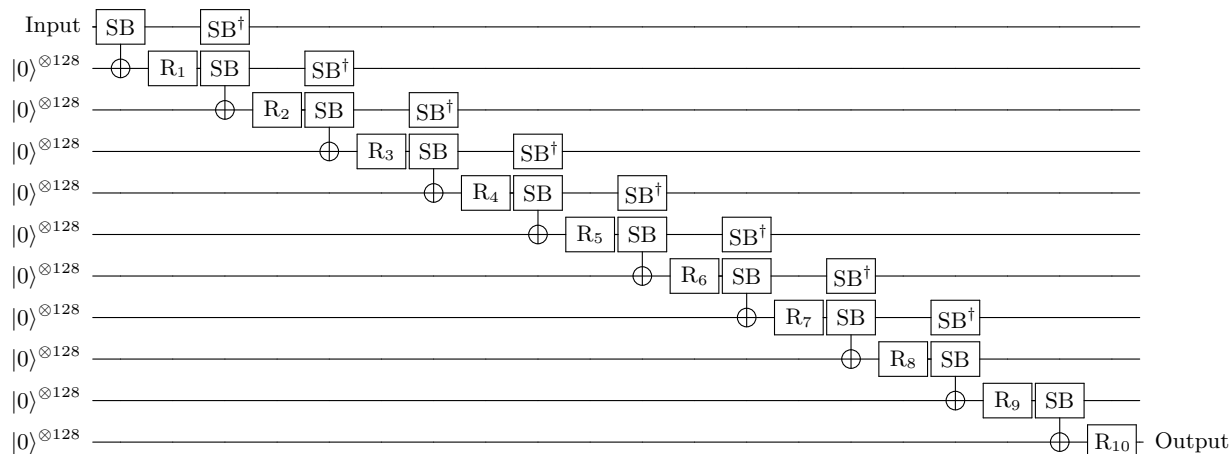 Input SB SB†
|0⟩⊗128 R1 SB SB†
|0⟩⊗128 R2 SB SB†
|0⟩⊗128 R3 SB SB†
|0⟩⊗128 R4 SB SB†
|0⟩⊗128 R5 SB SB†
|0⟩⊗128 R6 SB SB†
|0⟩⊗128 R7 SB SB†
|0⟩⊗128 R8 SB
|0⟩⊗128 R9 SB
|0⟩⊗128 R10 Output